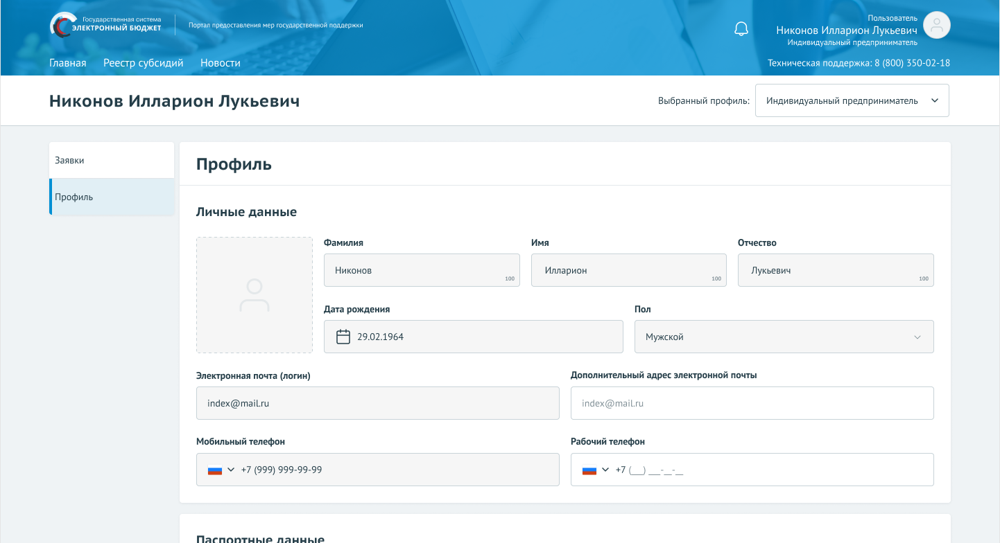 Государственная система
ЭЛЕКТРОННЫЙ БЮДЖЕТ
Портал предоставления мер государственной поддержки
Пользователь
Никонов Илларион Лукьевич
Индивидуальный предприниматель
Главная Реестр субсидий Новости
Техническая поддержка: 8 (800) 350-02-18
Никонов Илларион Лукьевич
Выбранный профиль: Индивидуальный предприниматель
Заявки
Профиль
Профиль
Личные данные
Фамилия Имя Отчество
Никонов Илларион Лукьевич
100 100 100
Дата рождения Пол
29.02.1964 Мужской
Электронная почта (логин) Дополнительный адрес электронной почты
index@mail.ru index@mail.ru
Мобильный телефон Рабочий телефон
+7 (999) 999-99-99 +7 (___) ___-__-__
Паспортные данные